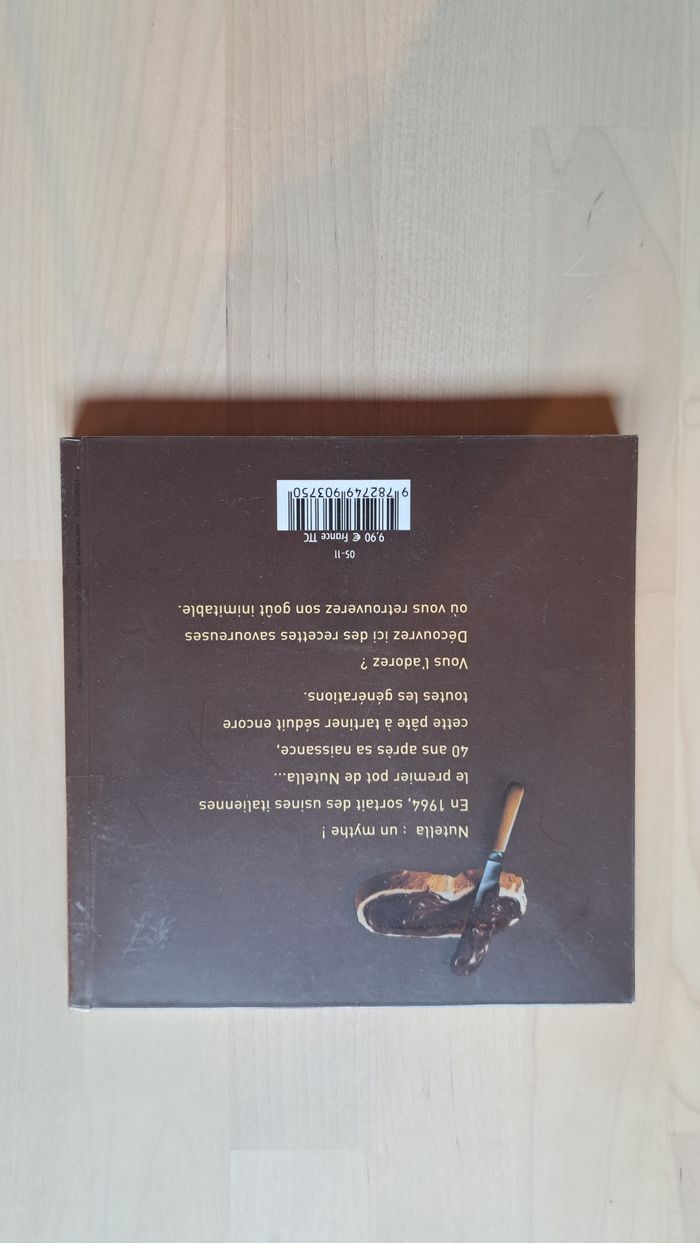 Nutella : un mythe !
En 1964, sortait des usines italiennes
le premier pot de Nutella...
40 ans après sa naissance,
cette pâte à tartiner séduit encore
toutes les générations.
Vous l'adorez ?
Découvrez ici des recettes savoureuses
où vous retrouverez son goût inimitable.
05-11
9,90 € France TTC
9 782749 903750